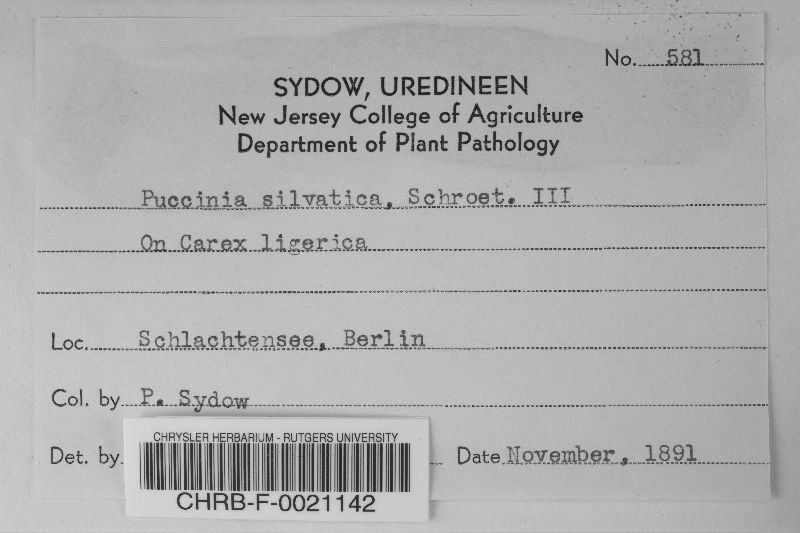 No. 581
SYDOW, UREDINEEN
New Jersey College of Agriculture
Department of Plant Pathology
Puccinia silvatica, Schroet. III
On Carex ligerica
Loc. Schlachtensee, Berlin
Col. by P. Sydow
Det. by
Date November, 1891
CHRYSLER HERBARIUM - RUTGERS UNIVERSITY
CHRB-F-0021142